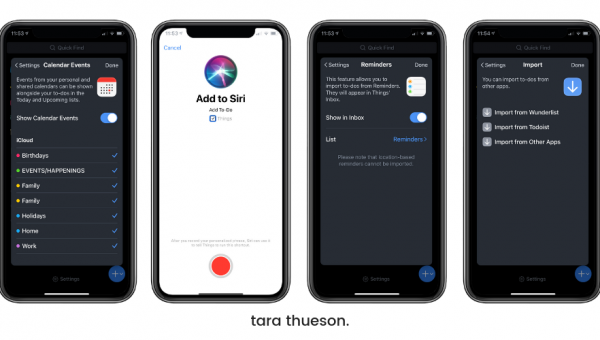 11:53
Quick Find
Settings
Calendar Events
Done
Events from your personal and
shared calendars can be shown
alongside your to-dos in the
Today and Upcoming lists.
Show Calendar Events
iCloud
Birthdays
EVENTS/HAPPENINGS
Family
Family
Holidays
Home
Work
Settings
11:53
Cancel
Add to Siri
Add To-Do
Things
11:53
Quick Find
Settings
Reminders
Done
This feature allows you to
import to-dos from Reminders.
They will appear in Things'
Inbox.
Show in Inbox
List
Reminders
Please note that location-based
reminders cannot be imported.
Settings
11:54
Quick Find
Settings
Import
Done
You can import to-dos from
other apps.
Import from Wunderlist
Import from Todoist
Import from Other Apps
Settings
tara thueson.